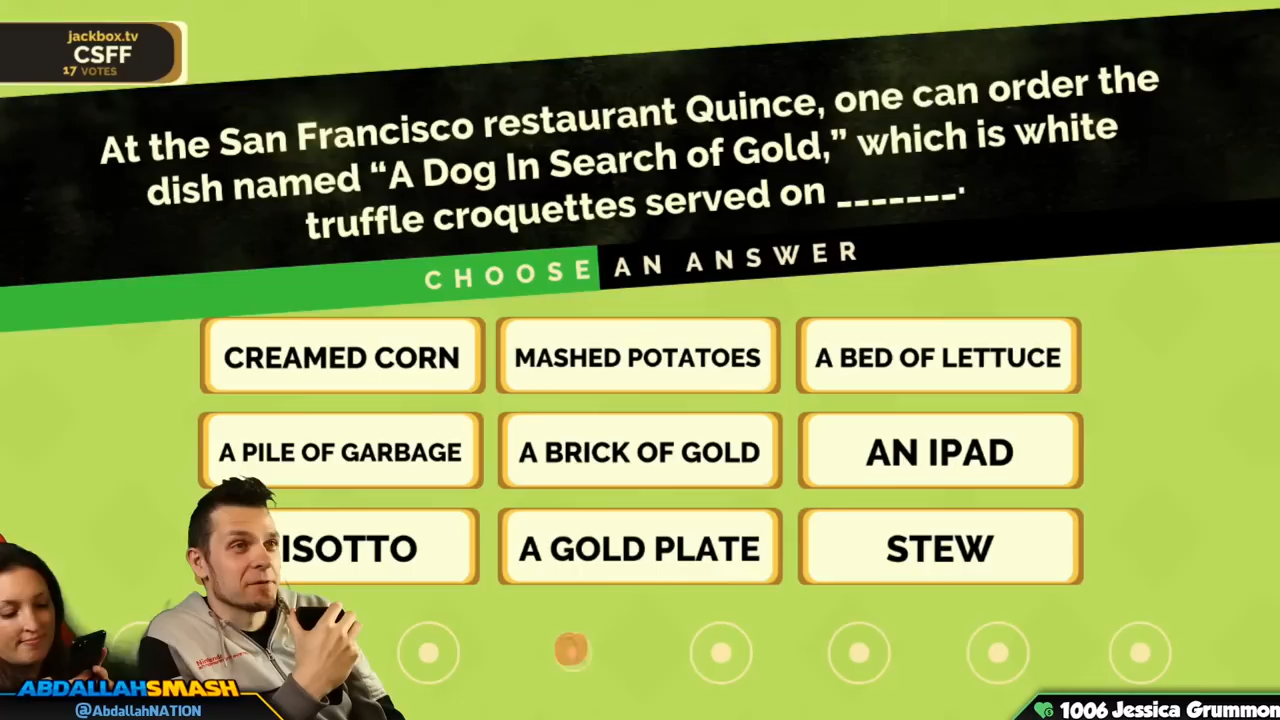 jackbox.tv
CSFF
17 VOTES
At the San Francisco restaurant Quince, one can order the
dish named “A Dog In Search of Gold,” which is white
truffle croquettes served on _______.
CHOOSE AN ANSWER
CREAMED CORN
MASHED POTATOES
A BED OF LETTUCE
A PILE OF GARBAGE
A BRICK OF GOLD
AN IPAD
ISOTTO
A GOLD PLATE
STEW
ABDALLAHSMASH
@AbdallahNATION
1006 Jessica Grummon